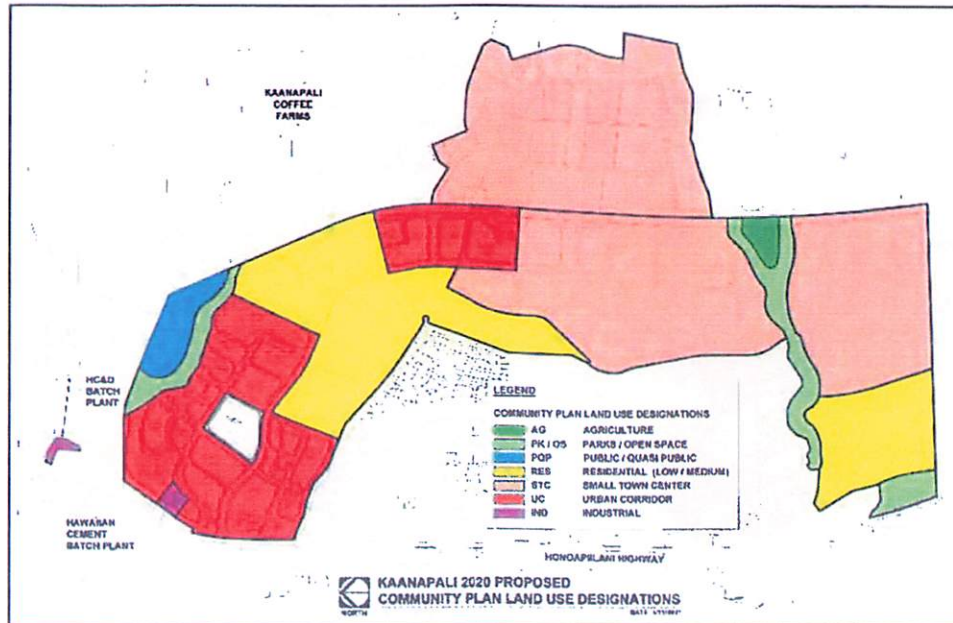 KAANAPALI
COFFEE
FARMS
HC&D
BATCH
PLANT
HAWAIIAN
CEMENT
BATCH PLANT
LEGEND
COMMUNITY PLAN LAND USE DESIGNATIONS
AG AGRICULTURE
PK / OS PARKS / OPEN SPACE
PQP PUBLIC / QUASI PUBLIC
RES RESIDENTIAL (LOW / MEDIUM)
STC SMALL TOWN CENTER
UC URBAN CORRIDOR
IND INDUSTRIAL
HONOAPIILANI HIGHWAY
NORTH
KAANAPALI 2020 PROPOSED
COMMUNITY PLAN LAND USE DESIGNATIONS